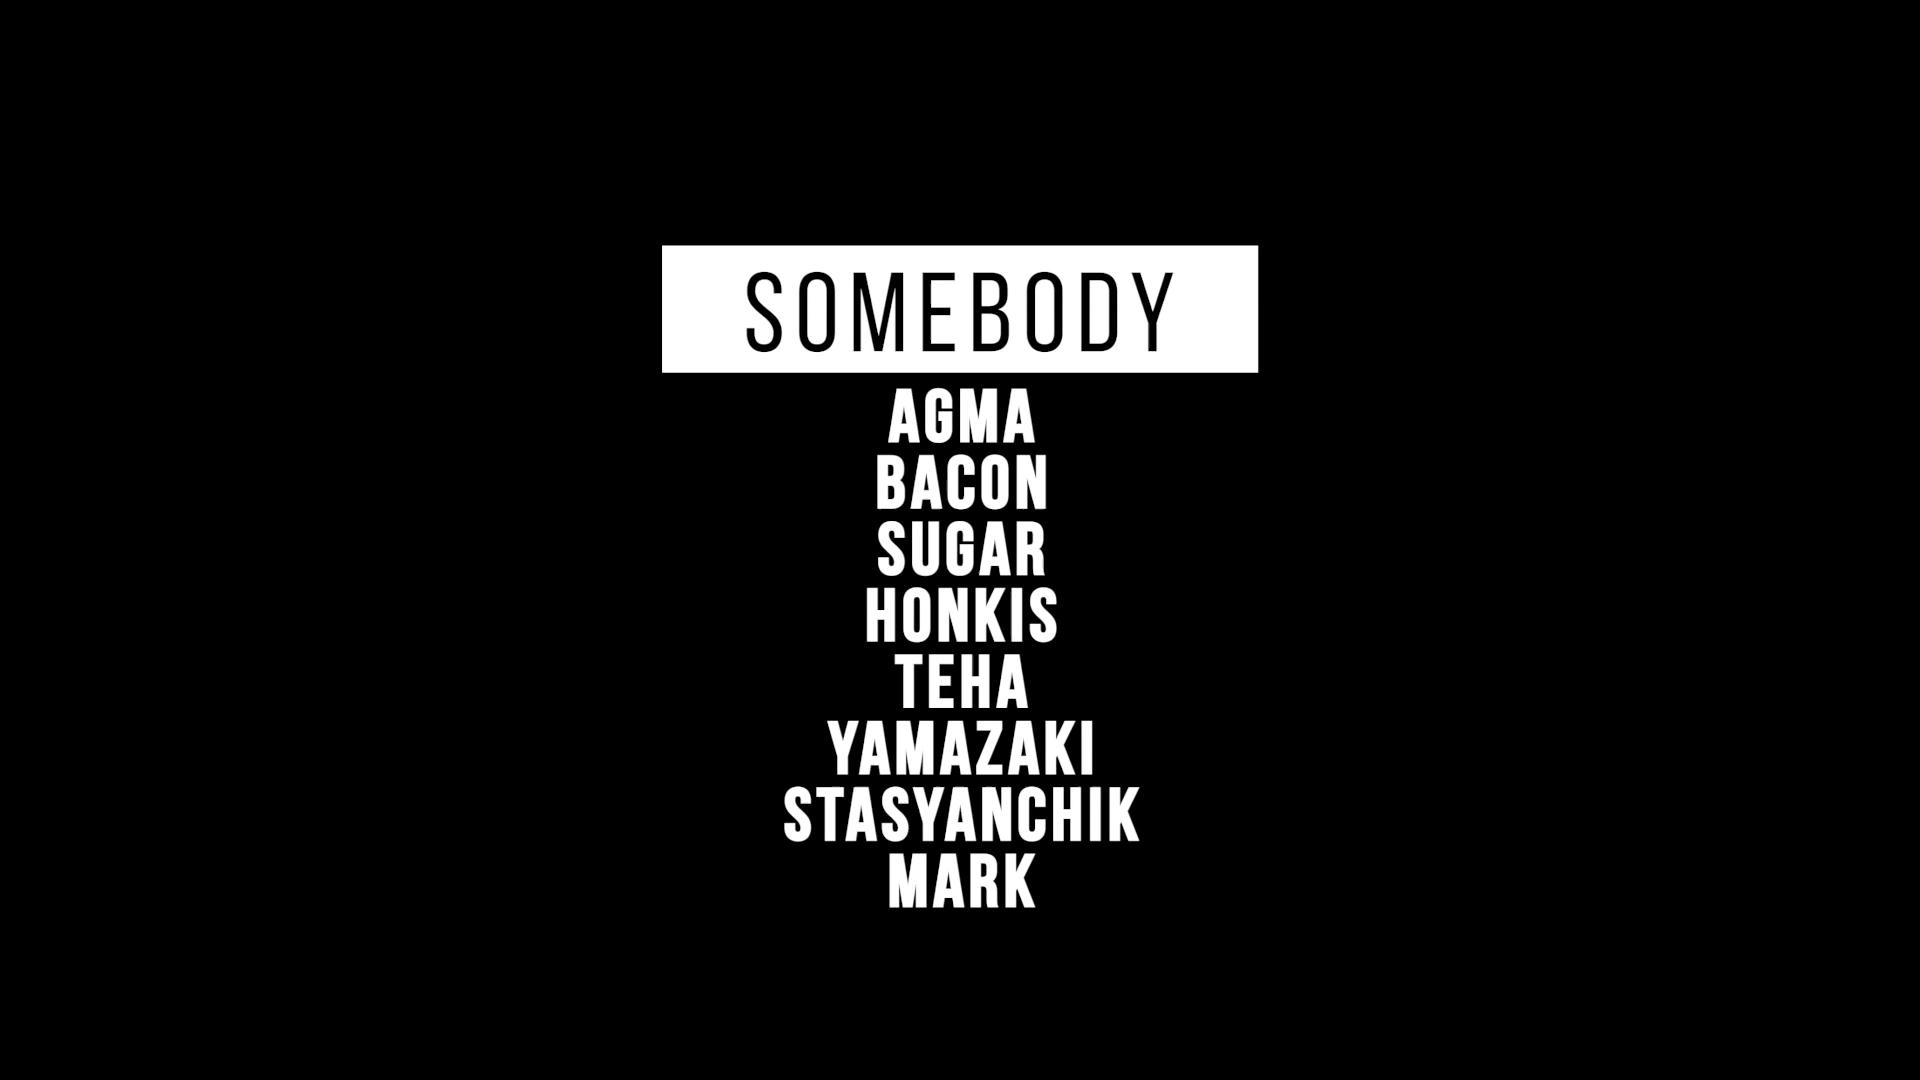 SOMEBODY
AGMA
BACON
SUGAR
HONKIS
TEHA
YAMAZAKI
STASYANCHIK
MARK